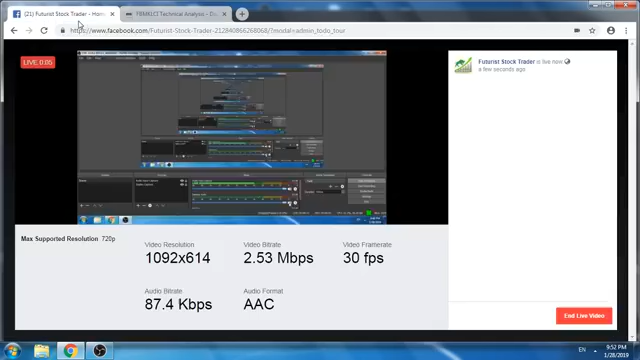 (21) Futurist Stock Trader - Hom
FBMKLCI Technical Analysis - D
https://www.facebook.com/Futurist-Stock-Trader-212840866268068/?modal=admin_todo_tour
LIVE 0:05
Futurist Stock Trader is live now
a few seconds ago
Max Supported Resolution 720p
Video Resolution
1092x614
Video Bitrate
2.53 Mbps
Video Framerate
30 fps
Audio Bitrate
87.4 Kbps
Audio Format
AAC
End Live Video
EN
9:52 PM
1/28/2019